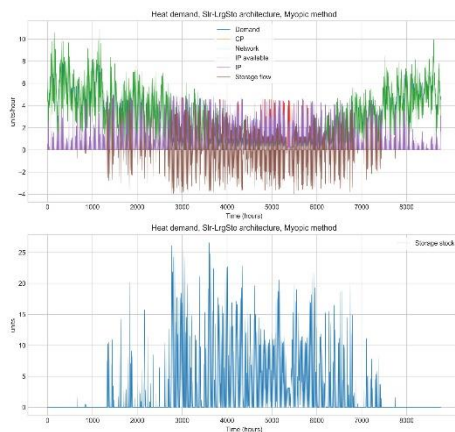 Heat demand, Slr-LrgSto architecture, Myopic method
Demand
CP
Network
IP available
IP
Storage flow
units/hour
10
8
6
4
2
0
−2
−4
0 1000 2000 3000 4000 5000 6000 7000 8000
Time (hours)
Heat demand, Slr-LrgSto architecture, Myopic method
Storage stock
units
25
20
15
10
5
0
0 1000 2000 3000 4000 5000 6000 7000 8000
Time (hours)